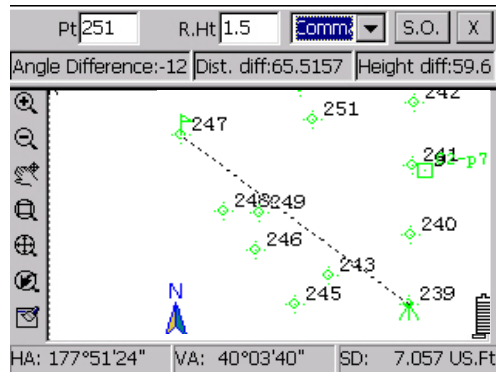 Pt 251 R.Ht 1.5 Comm S.O. X
Angle Difference:-12 Dist. diff:65.5157 Height diff:59.6
242
251
247
241 -p7
248 249
240
246
243
245 239
N
HA: 177°51'24" VA: 40°03'40" SD: 7.057 US.Ft